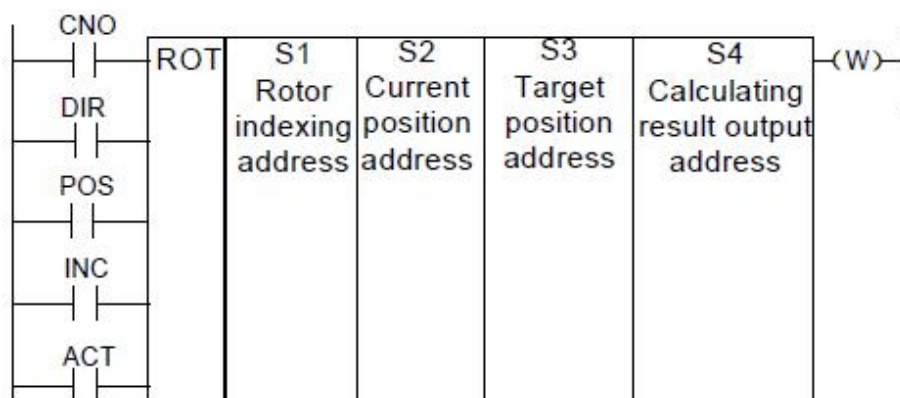 CNO
ROT
S1
Rotor
indexing
address
S2
Current
position
address
S3
Target
position
address
S4
Calculating
result output
address
(W)
DIR
POS
INC
ACT